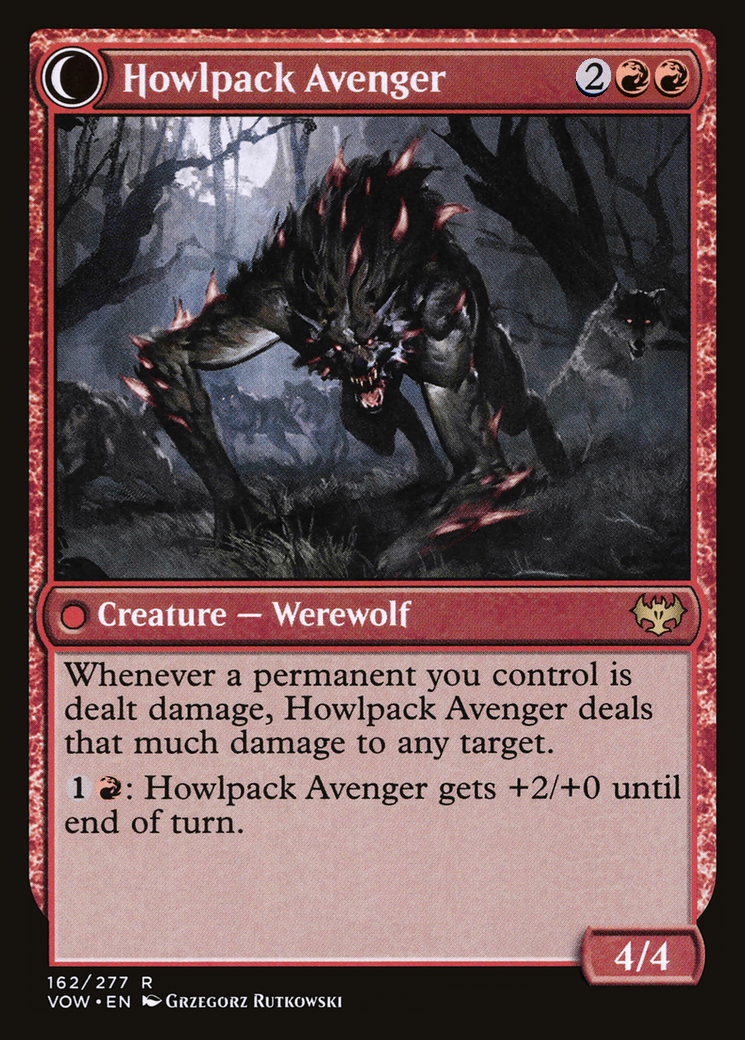 Howlpack Avenger 2
Creature — Werewolf
Whenever a permanent you control is
dealt damage, Howlpack Avenger deals
that much damage to any target.
1 : Howlpack Avenger gets +2/+0 until
end of turn.
4/4
162/277 R
VOW • EN Grzegorz Rutkowski